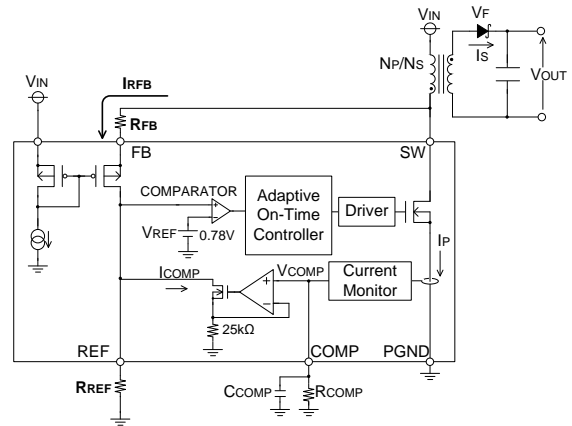 VIN
VF
IS
NP/NS
VOUT
VIN
IRFB
RFB
FB
SW
COMPARATOR
Adaptive
On-Time
Controller
Driver
VREF
0.78V
IP
ICOMP
VCOMP
Current
Monitor
25kΩ
REF
COMP
PGND
RREF
CCOMP
RCOMP